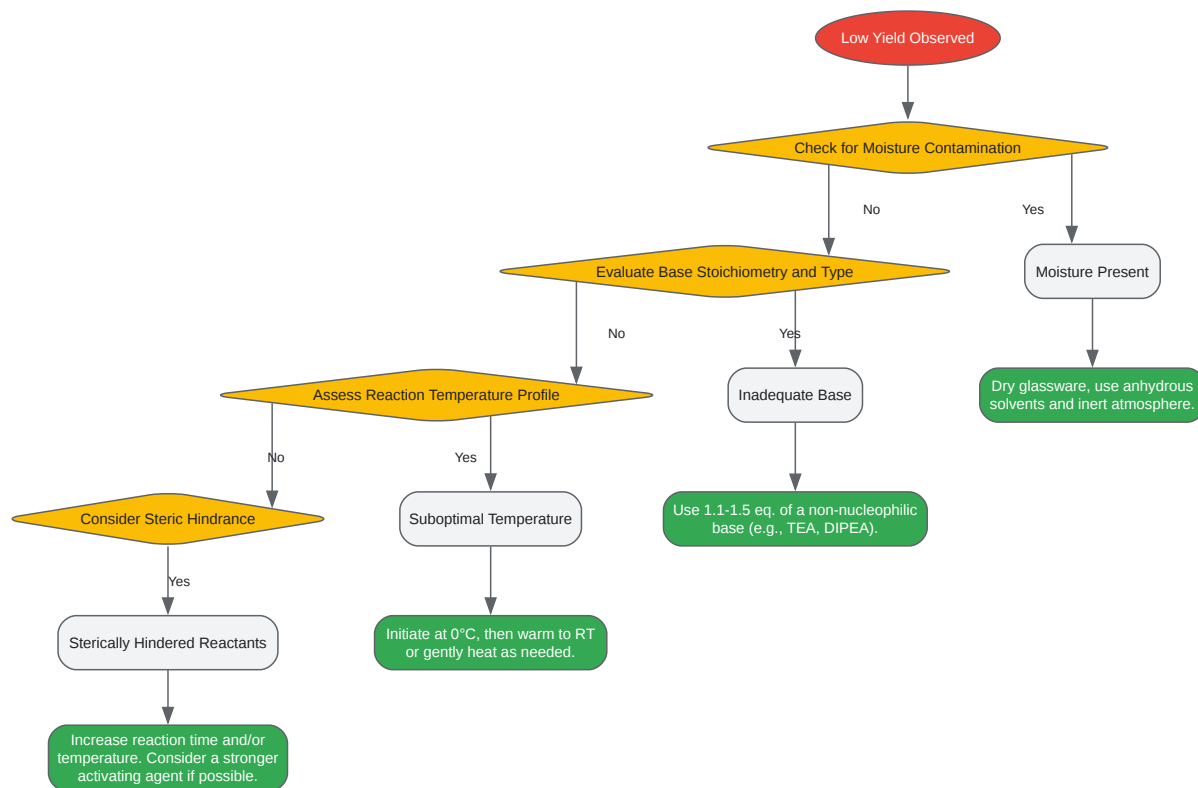 Low Yield Observed
Check for Moisture Contamination
No
Yes
Evaluate Base Stoichiometry and Type
Moisture Present
No
Yes
Assess Reaction Temperature Profile
Inadequate Base
Dry glassware, use anhydrous
solvents and inert atmosphere.
No
Yes
Consider Steric Hindrance
Suboptimal Temperature
Use 1.1-1.5 eq. of a non-nucleophilic
base (e.g., TEA, DIPEA).
Yes
Sterically Hindered Reactants
Initiate at 0°C, then warm to RT
or gently heat as needed.
Increase reaction time and/or
temperature. Consider a stronger
activating agent if possible.